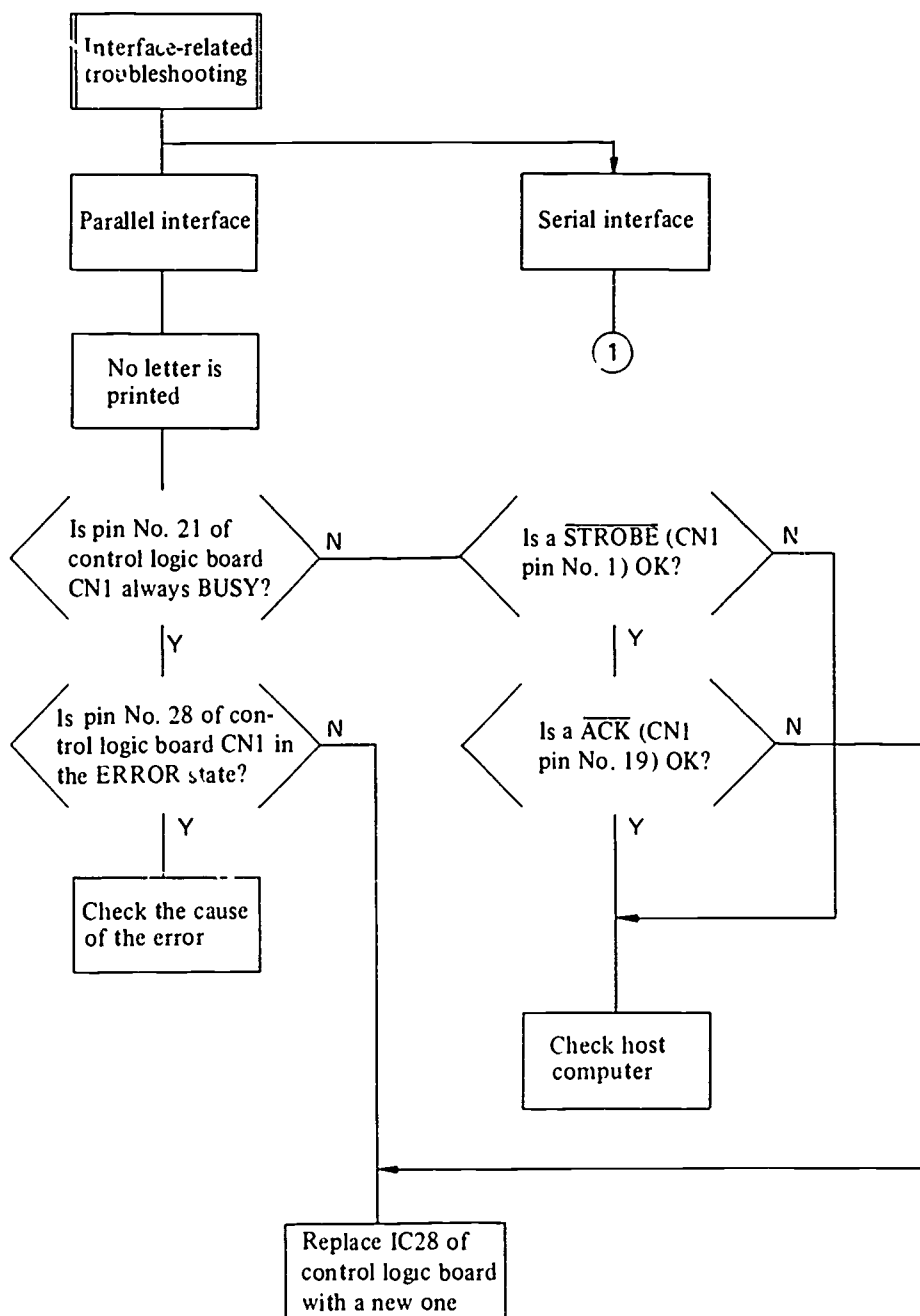 Interface-related
troubleshooting
Parallel interface
Serial interface
1
No letter is
printed
Is pin No. 21 of
control logic board
CN1 always BUSY?
N
Y
Is a STROBE (CN1
pin No. 1) OK?
N
Y
Is pin No. 28 of con-
trol logic board CN1 in
the ERROR state?
N
Y
Is a ACK (CN1
pin No. 19) OK?
N
Y
Check the cause
of the error
Check host
computer
Replace IC28 of
control logic board
with a new one